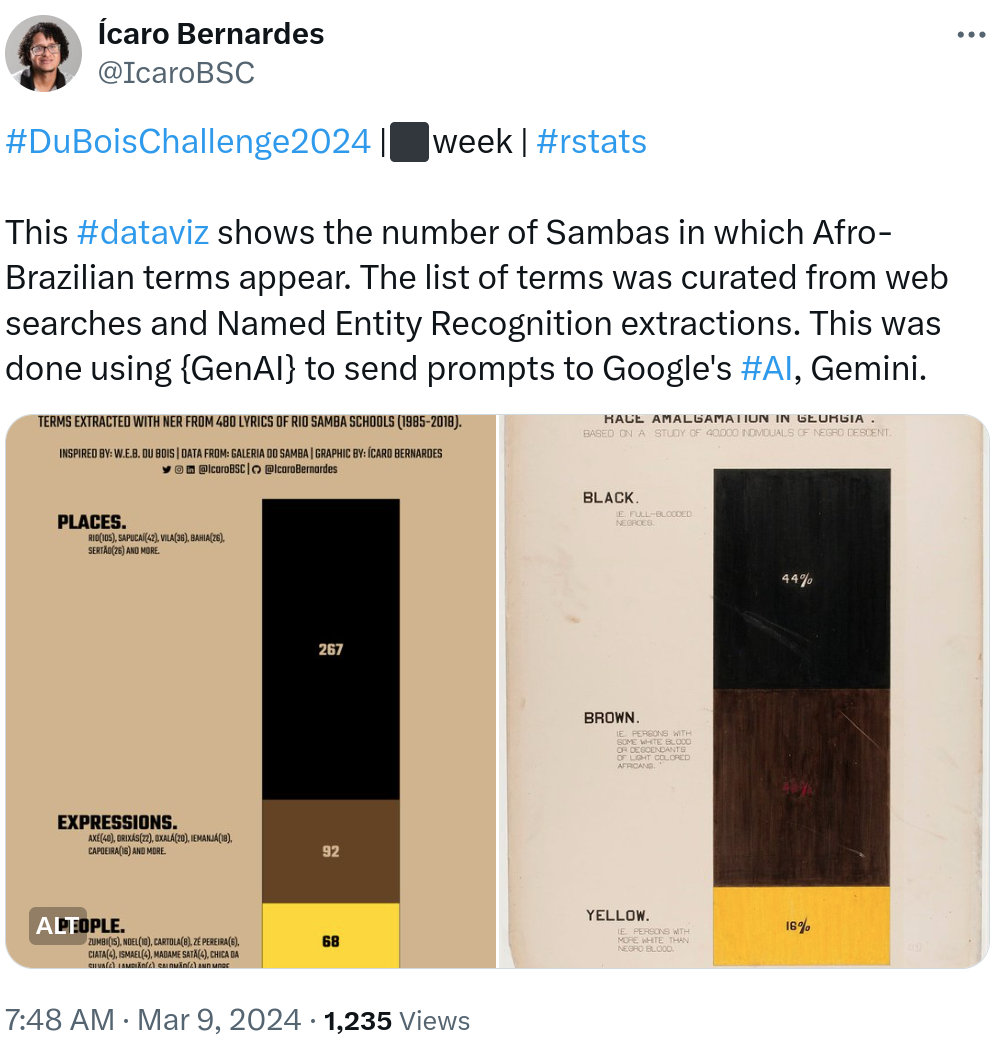 Ícaro Bernardes
@IcaroBSC
#DuBoisChallenge2024 | week | #rstats
This #dataviz shows the number of Sambas in which Afro-
Brazilian terms appear. The list of terms was curated from web
searches and Named Entity Recognition extractions. This was
done using {GenAI} to send prompts to Google's #AI, Gemini.
TERMS EXTRACTED WITH NER FROM 480 LYRICS OF RIO SAMBA SCHOOLS (1985-2018).
INSPIRED BY: W.E.B. DU BOIS | DATA FROM: GALERIA DO SAMBA | GRAPHIC BY: ÍCARO BERNARDES
@IcaroBSC | @IcaroBernardes
PLACES.
RIO(105), SAPUCAÍ(42), VILA(36), BAHIA(26),
SERTÃO(26) AND MORE.
267
EXPRESSIONS.
AXÉ(40), ORIXÁS(22), OXALÁ(20), IEMANJÁ(18),
CAPOEIRA(16) AND MORE.
92
ALT
PEOPLE.
ZUMBI(15), NOEL(10), CARTOLA(8), ZÉ PEREIRA(6),
CIATA(4), ISMAEL(4), MADAME SATÃ(4), CHICA DA
SILVA(4), LAMPIÃO(4), SALOMÃO(4) AND MORE.
68
RACE AMALGAMATION IN GEORGIA.
BASED ON A STUDY OF 40,000 INDIVIDUALS OF NEGRO DESCENT.
BLACK.
I.E. FULL-BLOODED
NEGROES.
44%
BROWN.
I.E. PERSONS WITH
SOME WHITE BLOOD
OR DESCENDANTS
OF LIGHT COLORED
AFRICANS.
40%
YELLOW.
I.E. PERSONS WITH
MORE WHITE THAN
NEGRO BLOOD.
16%
7:48 AM · Mar 9, 2024 · 1,235 Views